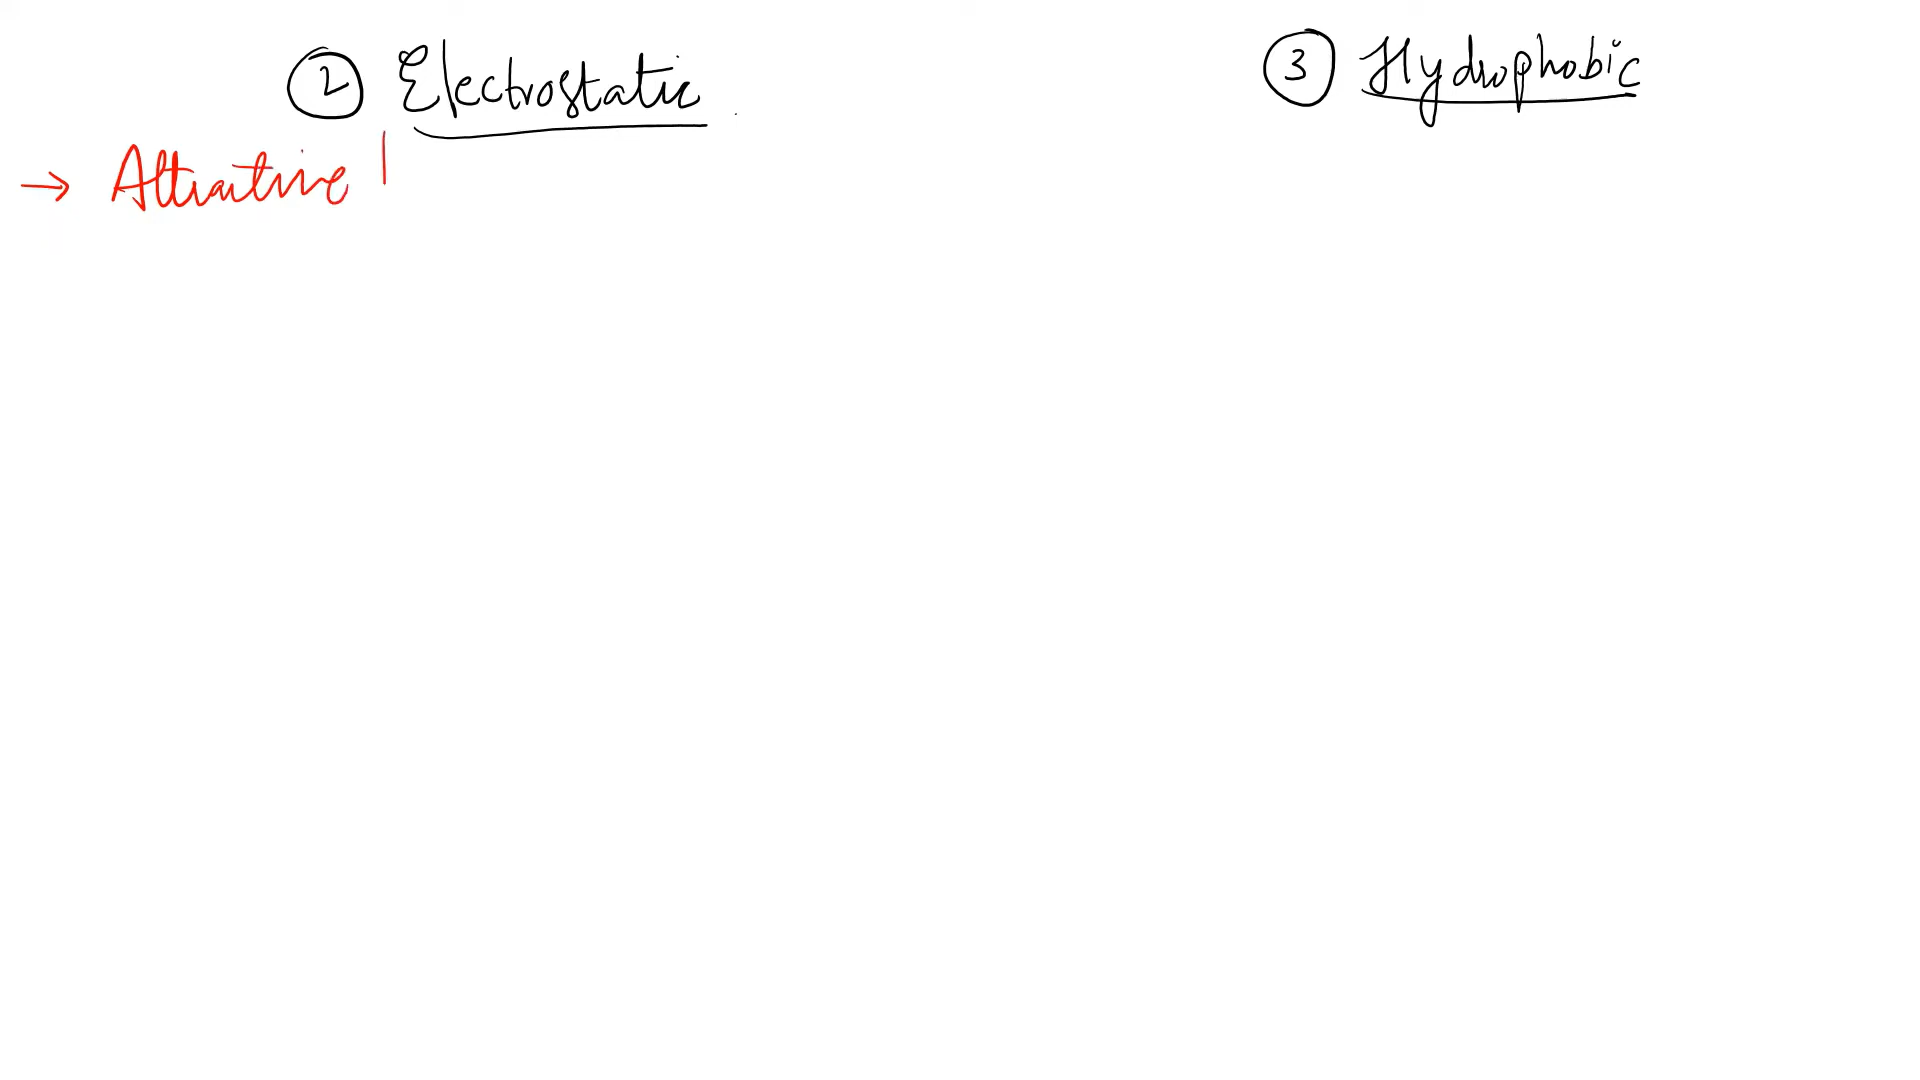 ② Electrostatic
③ Hydrophobic
→ Attractive |